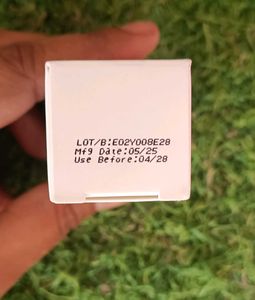 LOT/B:E02Y008E28
Mfg Date:05/25
Use Before:04/28